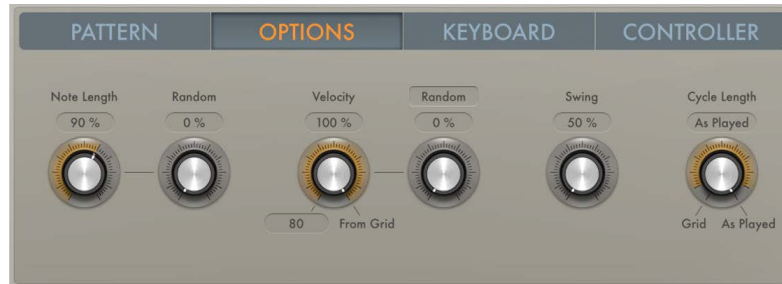 PATTERN OPTIONS KEYBOARD CONTROLLER
Note Length Random Velocity Random Swing Cycle Length
90 % 0 % 100 % 0 % 50 % As Played
80 From Grid Grid As Played